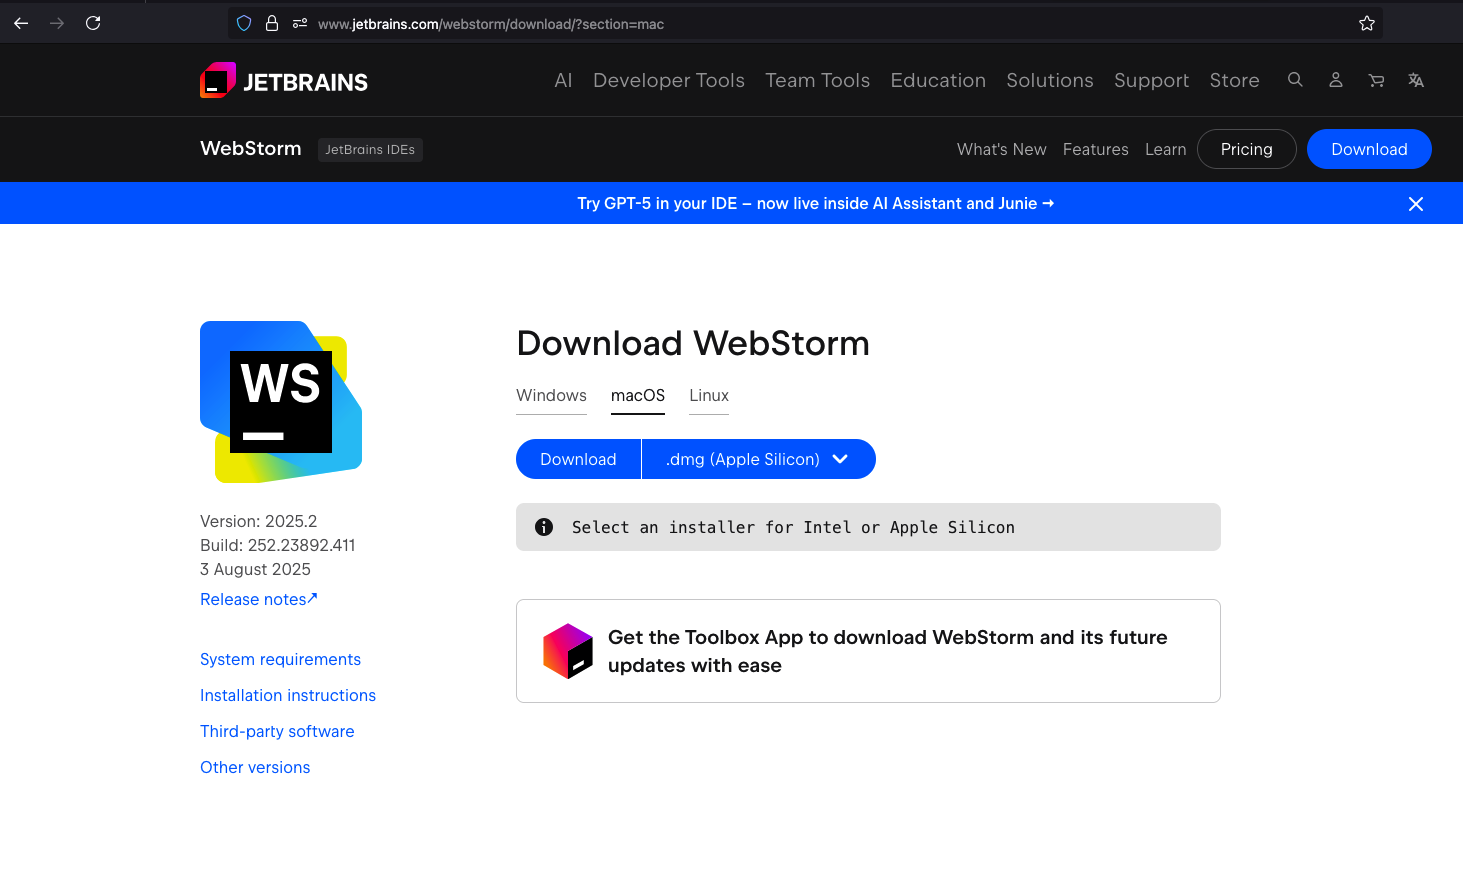 www.jetbrains.com/webstorm/download/?section=mac
JETBRAINS
AI Developer Tools Team Tools Education Solutions Support Store
WebStorm JetBrains IDEs
What's New Features Learn Pricing Download
Try GPT-5 in your IDE – now live inside AI Assistant and Junie →
WS
Version: 2025.2
Build: 252.23892.411
3 August 2025
Release notes↗
System requirements
Installation instructions
Third-party software
Other versions
Download WebStorm
Windows macOS Linux
Download .dmg (Apple Silicon)
Select an installer for Intel or Apple Silicon
Get the Toolbox App to download WebStorm and its future
updates with ease